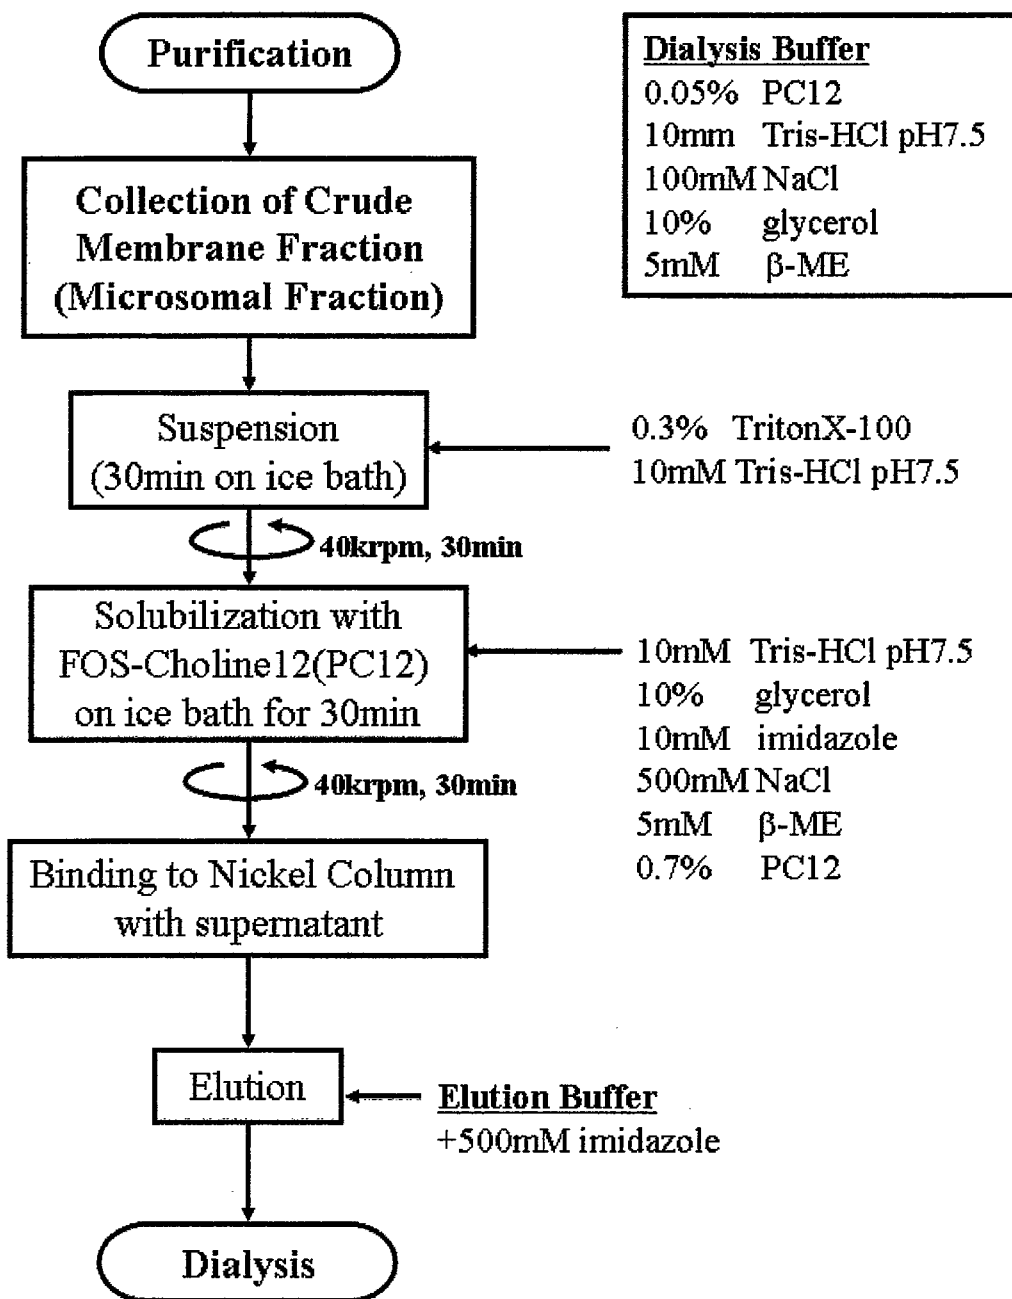 Purification
Dialysis Buffer
0.05% PC12
10mm Tris-HCl pH7.5
100mM NaCl
10% glycerol
5mM β-ME
Collection of Crude
Membrane Fraction
(Microsomal Fraction)
Suspension
(30min on ice bath)
0.3% TritonX-100
10mM Tris-HCl pH7.5
40krpm, 30min
Solubilization with
FOS-Choline12(PC12)
on ice bath for 30min
10mM Tris-HCl pH7.5
10% glycerol
10mM imidazole
500mM NaCl
5mM β-ME
0.7% PC12
40krpm, 30min
Binding to Nickel Column
with supernatant
Elution
Elution Buffer
+500mM imidazole
Dialysis